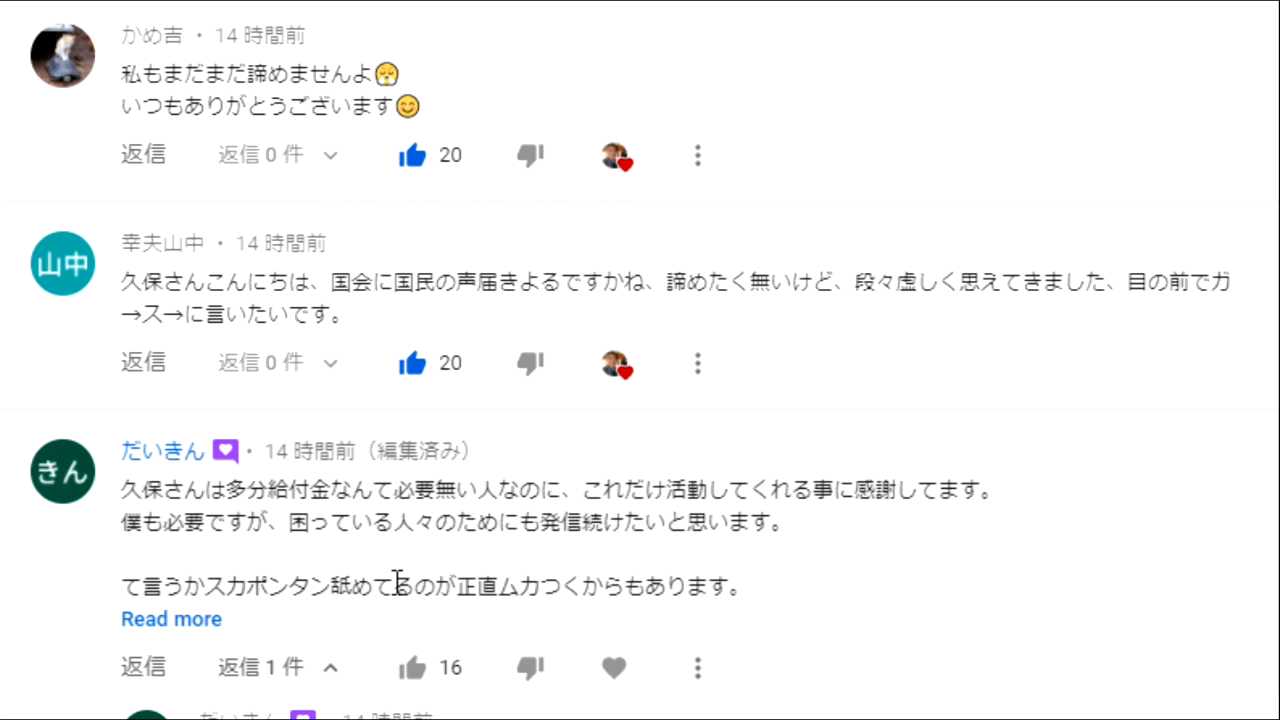 かめ吉 ・ 14 時間前
私もまだまだ諦めませんよ😤
いつもありがとうございます😊
返信 返信 0 件 20
山中
幸夫山中 ・ 14 時間前
久保さんこんにちは、国会に国民の声届きよるですかね、諦めたく無いけど、段々虚しく思えてきました、目の前でガ
→ス→に言いたいです。
返信 返信 0 件 20
きん
だいきん ・ 14 時間前（編集済み）
久保さんは多分給付金なんて必要無い人なのに、これだけ活動してくれる事に感謝してます。
僕も必要ですが、困っている人々のためにも発信続けたいと思います。
て言うかスカポンタン舐めてるのが正直ムカつくからもあります。
Read more
返信 返信 1 件 16
だいきん ・ 14 時間前